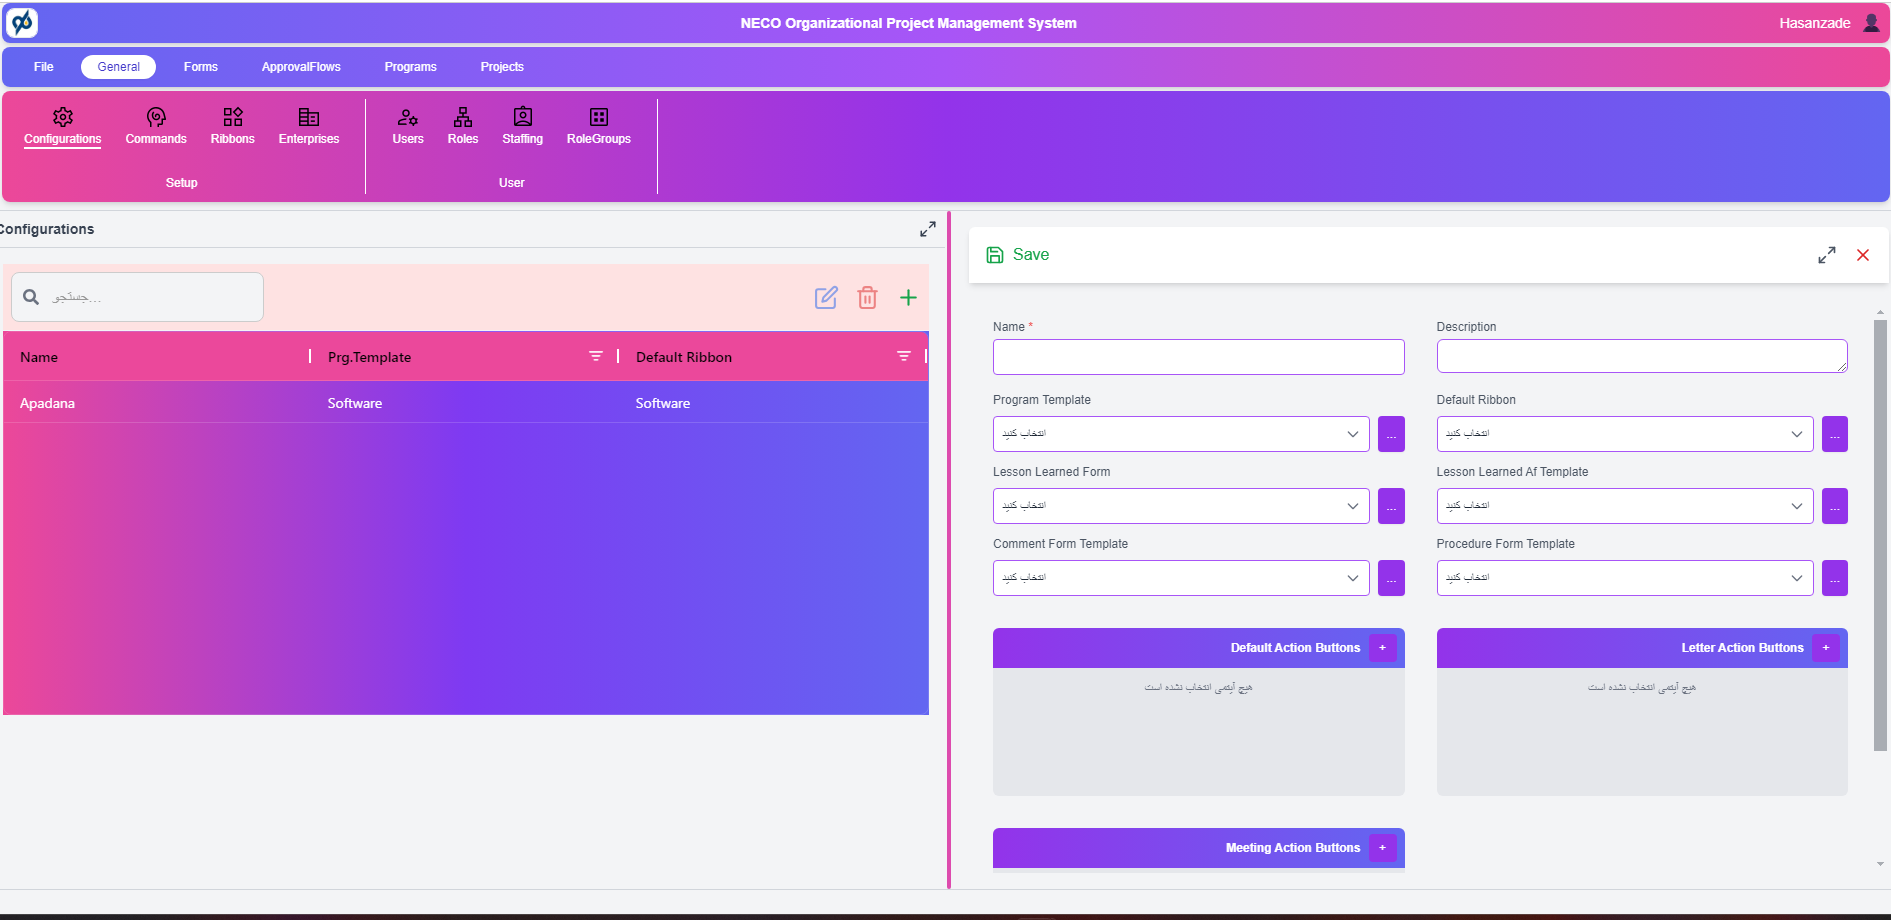 NECO Organizational Project Management System
Hasanzade
File General Forms ApprovalFlows Programs Projects
Configurations Commands Ribbons Enterprises Users Roles Staffing RoleGroups
Setup User
Configurations
جستجو...
Name Prg.Template Default Ribbon
Apadana Software Software
Save
Name * Description
Program Template Default Ribbon
انتخاب کنید ... انتخاب کنید ...
Lesson Learned Form Lesson Learned Af Template
انتخاب کنید ... انتخاب کنید ...
Comment Form Template Procedure Form Template
انتخاب کنید ... انتخاب کنید ...
Default Action Buttons + Letter Action Buttons +
هیچ آیتمی انتخاب نشده است هیچ آیتمی انتخاب نشده است
Meeting Action Buttons +